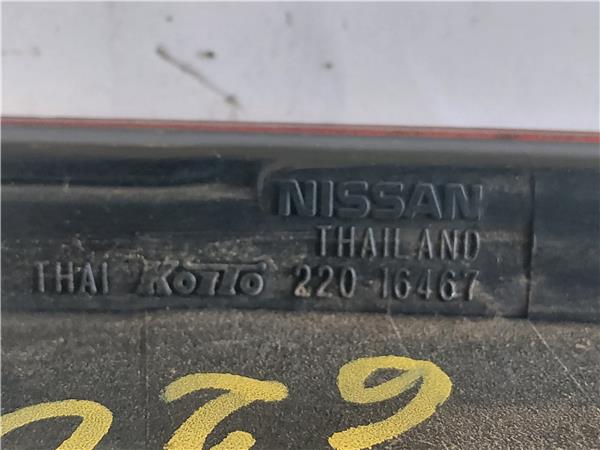 NISSAN
THAILAND
THAI KOITO 220-16467